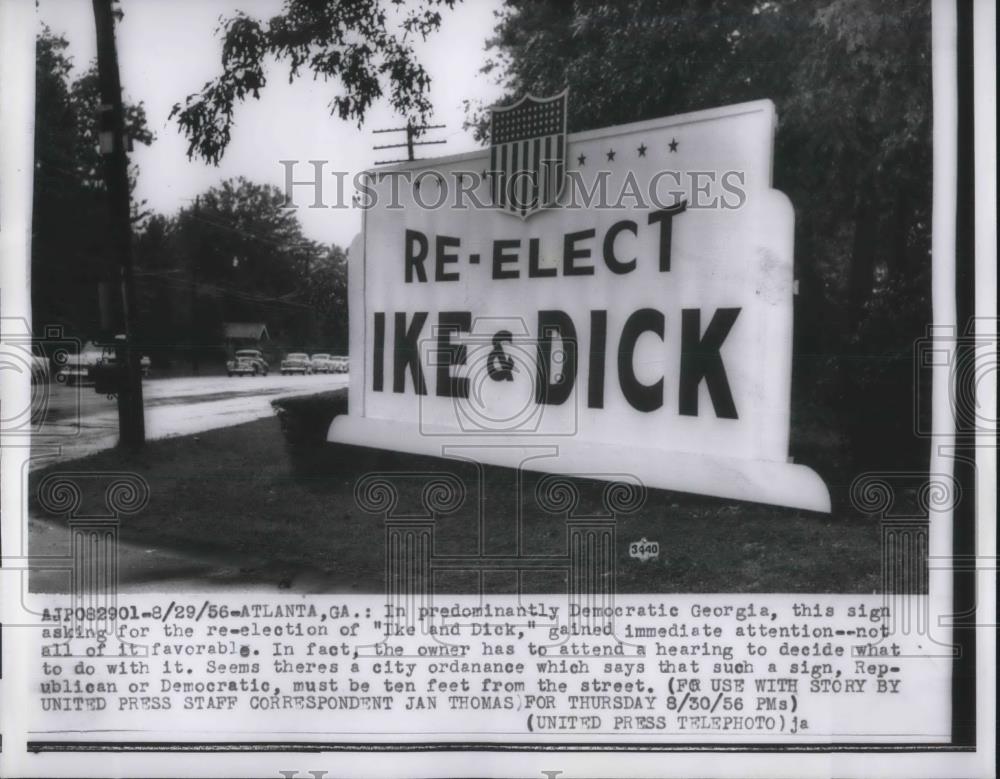 HISTORIC IMAGES
RE-ELECT
IKE & DICK
3440
AJP082901-8/29/56-ATLANTA,GA.: In predominantly Democratic Georgia, this sign
asking for the re-election of "Ike and Dick," gained immediate attention--not
all of it favorable. In fact, the owner has to attend a hearing to decide what
to do with it. Seems theres a city ordanance which says that such a sign, Rep-
ublican or Democratic, must be ten feet from the street. (FOR USE WITH STORY BY
UNITED PRESS STAFF CORRESPONDENT JAN THOMAS)FOR THURSDAY 8/30/56 PMs)
(UNITED PRESS TELEPHOTO)ja